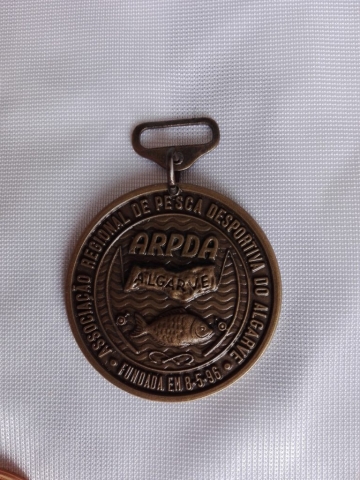 ASSOCIAÇÃO REGIONAL DE PESCA DESPORTIVA DO ALGARVE
ARPDA
ALGARVE
• FUNDADA EM 8-5-96 •